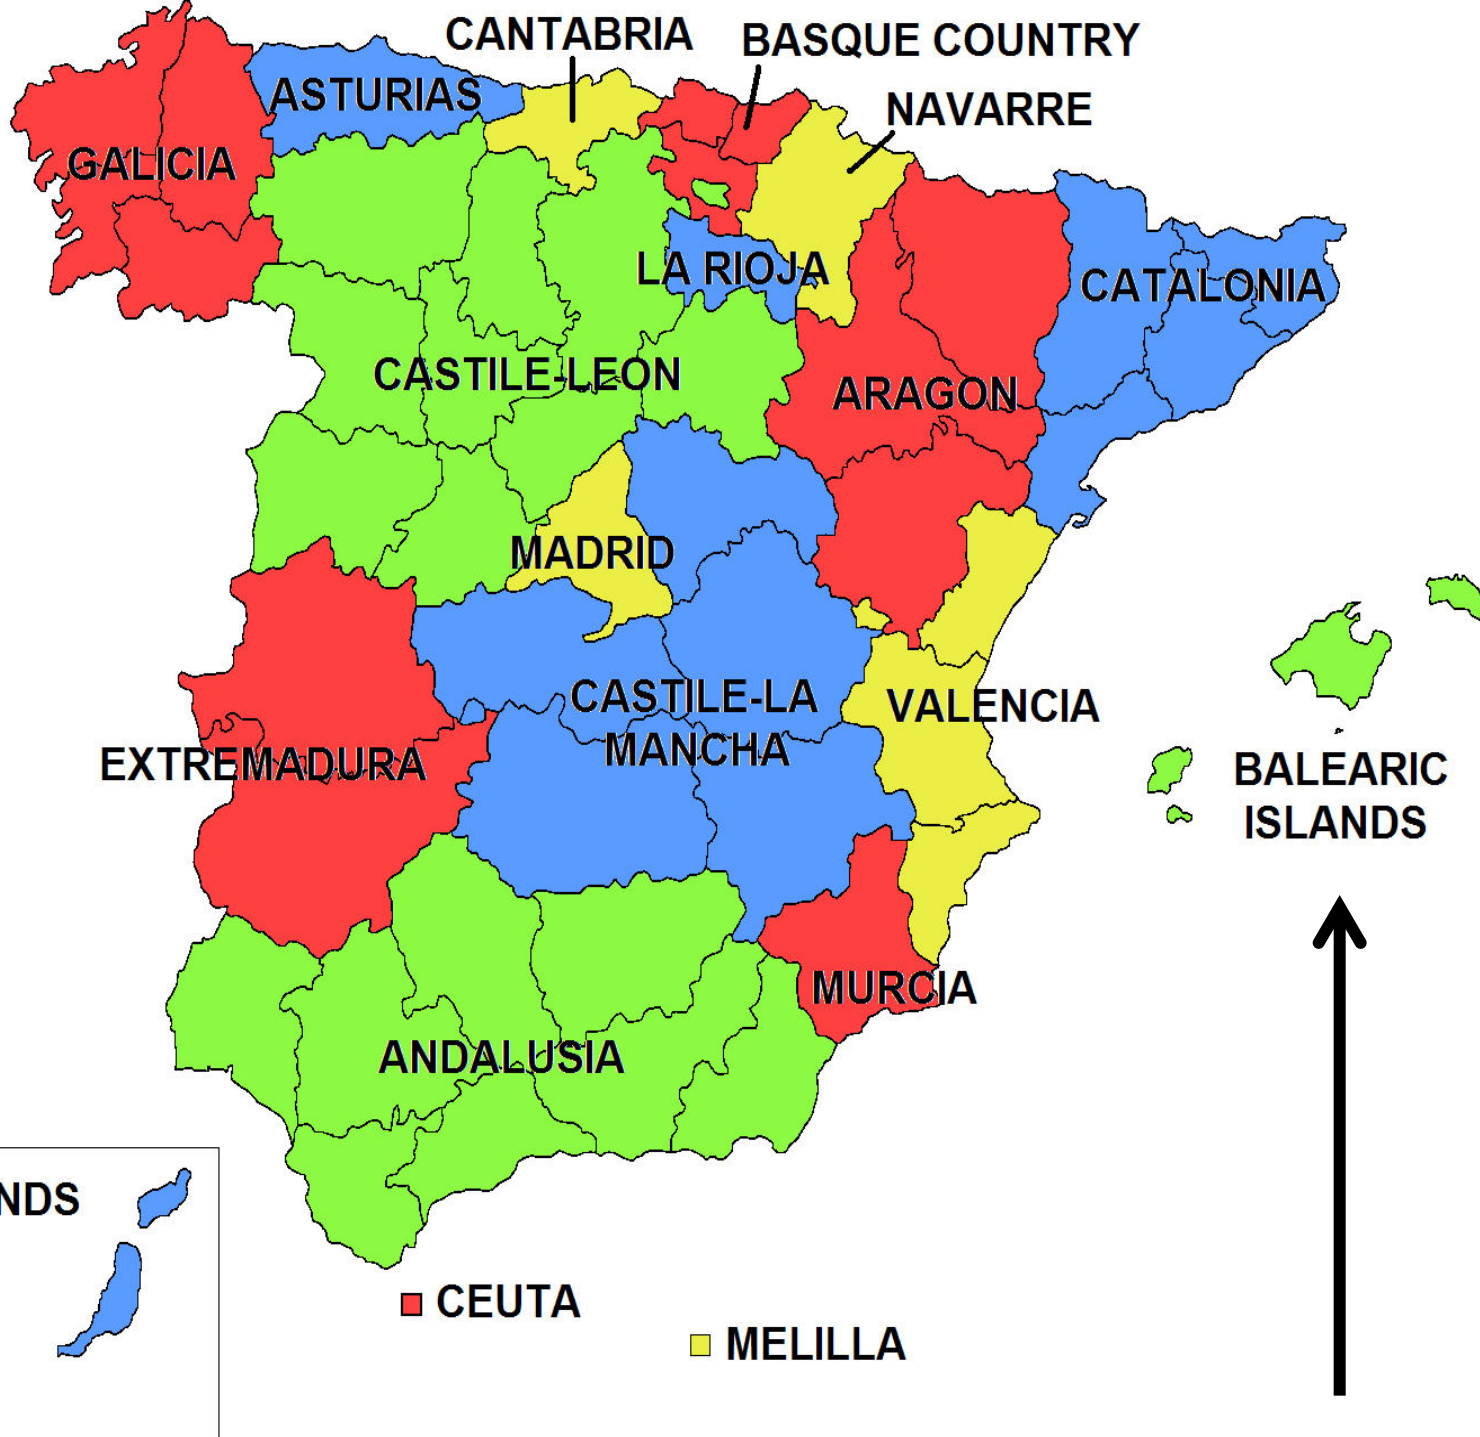 CANTABRIA
BASQUE COUNTRY
ASTURIAS
NAVARRE
GALICIA
LA RIOJA
CATALONIA
CASTILE-LEON
ARAGON
MADRID
CASTILE-LA
MANCHA
VALENCIA
EXTREMADURA
BALEARIC
ISLANDS
MURCIA
ANDALUSIA
NDS
CEUTA
MELILLA